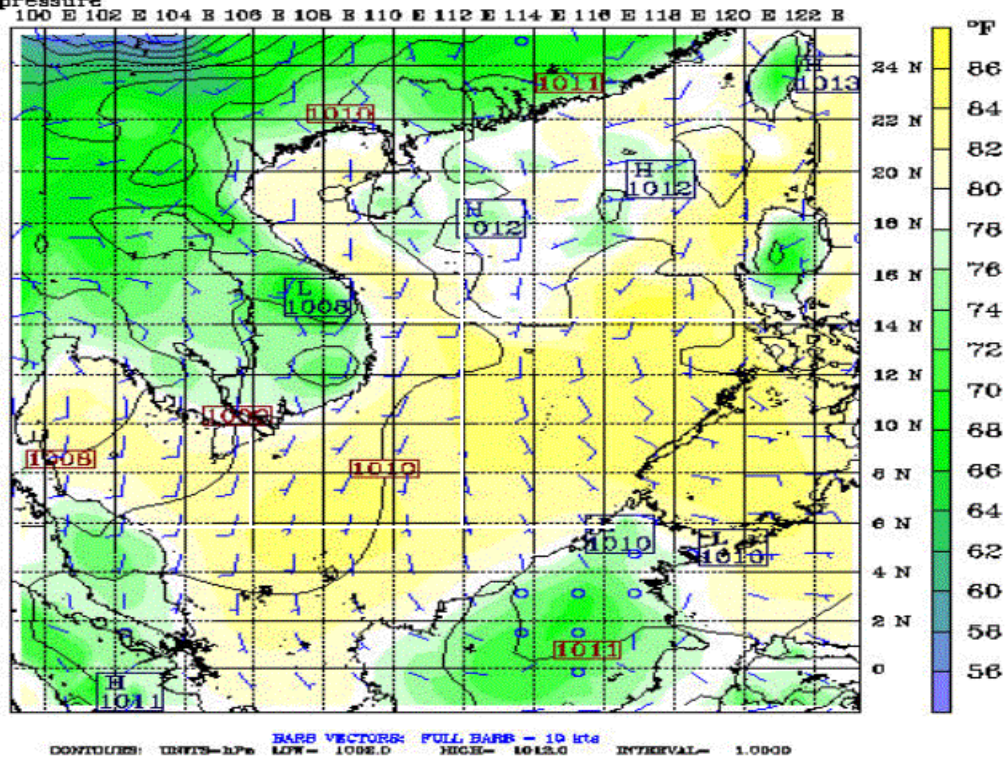 pressure
100 E 102 E 104 E 106 E 108 E 110 E 112 E 114 E 116 E 118 E 120 E 122 E
°F
86
84
82
80
78
76
74
72
70
68
66
64
62
60
58
56
24 N
22 N
20 N
18 N
16 N
14 N
12 N
10 N
8 N
6 N
4 N
2 N
0
H
1013
1011
1010
H
1012
H
1012
L
1008
1008
1010
1010
L
1010
1011
H
1011
BARB VECTORS: FULL BARB = 10 kts
CONTOURS: UNITS=hPa LOW= 1008.0 HIGH= 1012.0 INTERVAL= 1.0000